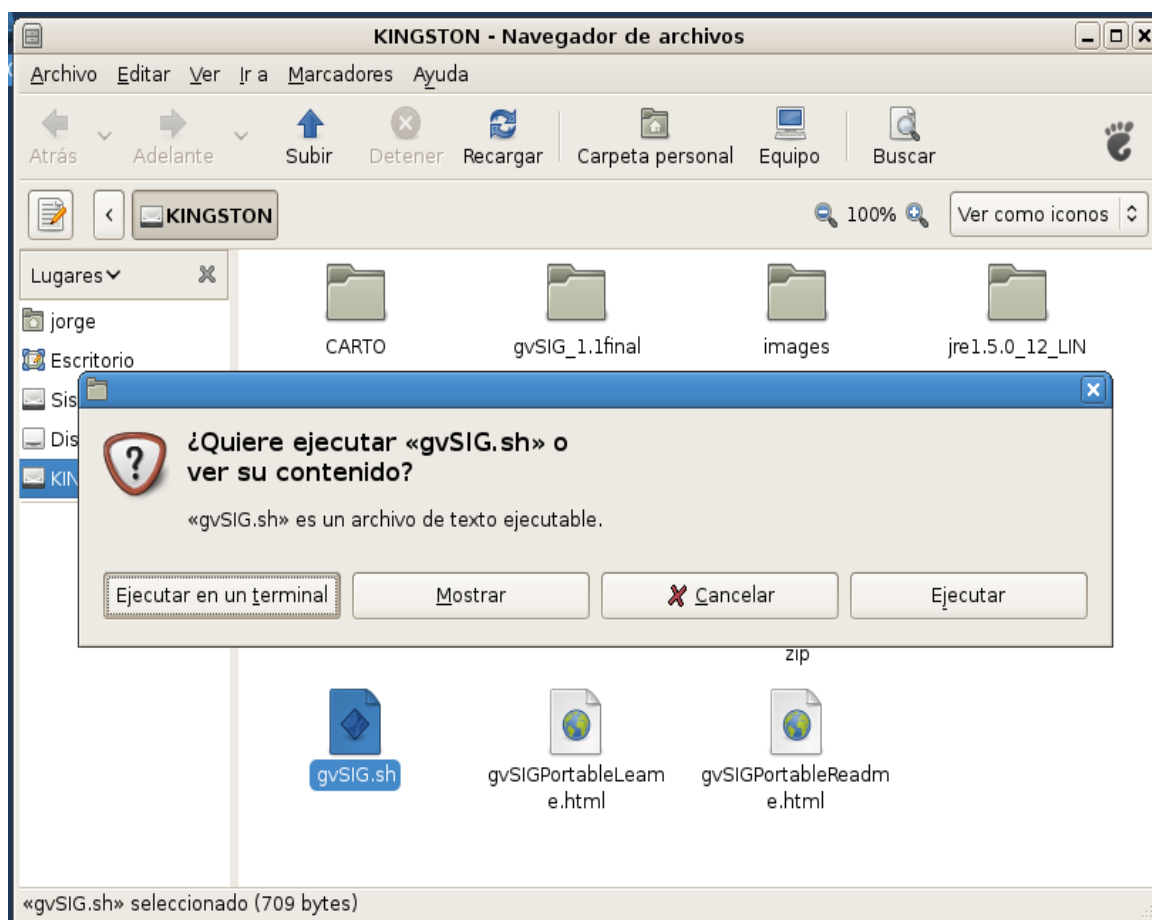 KINGSTON - Navegador de archivos
Archivo Editar Ver Ir a Marcadores Ayuda
Atrás Adelante Subir Detener Recargar Carpeta personal Equipo Buscar
KINGSTON 100% Ver como iconos
Lugares
jorge
Escritorio
Sis
Dis
KIN
CARTO gvSIG_1.1final images jre1.5.0_12_LIN
¿Quiere ejecutar «gvSIG.sh» o
ver su contenido?
«gvSIG.sh» es un archivo de texto ejecutable.
Ejecutar en un terminal Mostrar Cancelar Ejecutar
zip
gvSIG.sh gvSIGPortableLeam gvSIGPortableReadm
e.html e.html
«gvSIG.sh» seleccionado (709 bytes)